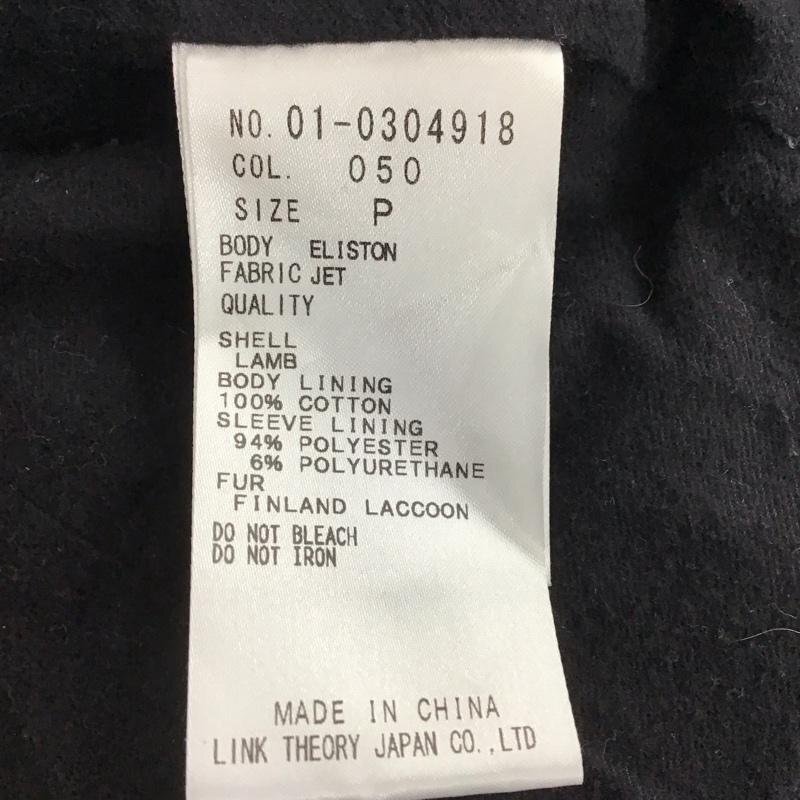 NO. 01-0304918
COL. 050
SIZE P
BODY ELISTON
FABRIC JET
QUALITY
SHELL
LAMB
BODY LINING
100% COTTON
SLEEVE LINING
94% POLYESTER
6% POLYURETHANE
FUR
FINLAND LACCOON
DO NOT BLEACH
DO NOT IRON
MADE IN CHINA
LINK THEORY JAPAN CO.,LTD